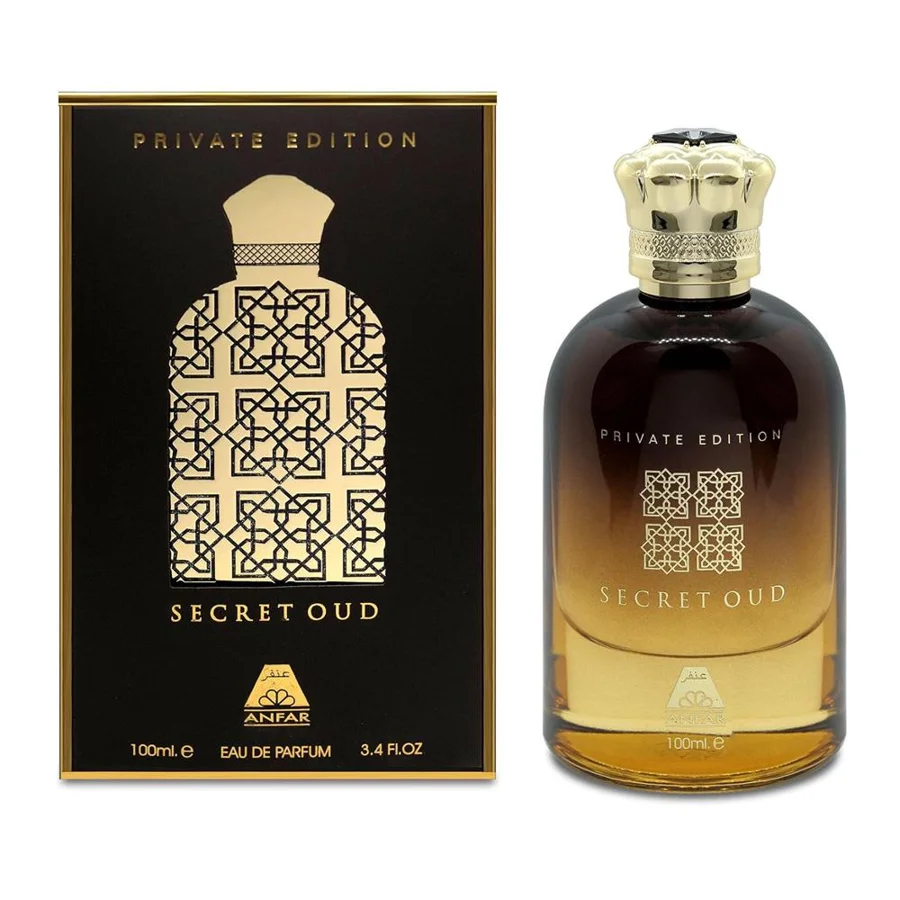 PRIVATE EDITION
SECRET OUD
عنفر
ANFAR
100ml. e EAU DE PARFUM 3.4 Fl.OZ
PRIVATE EDITION
SECRET OUD
عنفر
ANFAR
100ml. e